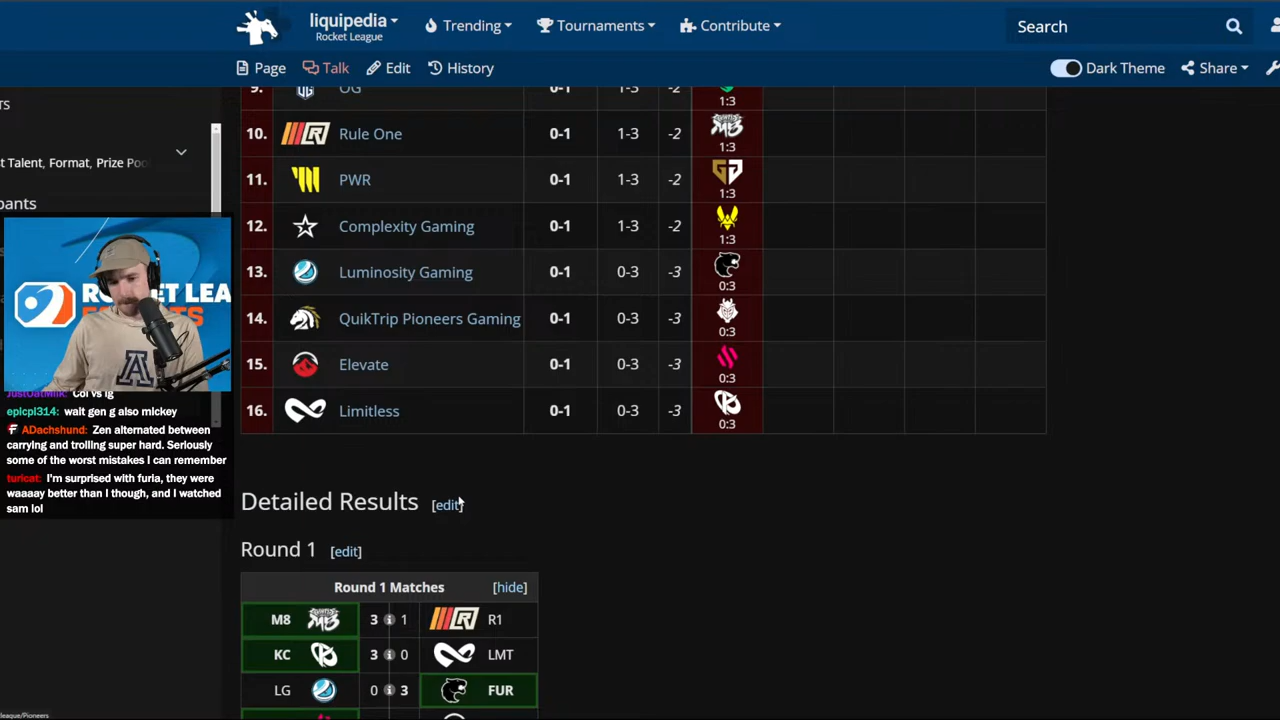 liquipedia
Rocket League
Trending
Tournaments
Contribute
Search
Page
Talk
Edit
History
Dark Theme
Share
t Talent, Format, Prize Poo
pants
9. OG 0-1 1-3 -2 1:3
10. Rule One 0-1 1-3 -2 1:3
11. PWR 0-1 1-3 -2 1:3
12. Complexity Gaming 0-1 1-3 -2 1:3
13. Luminosity Gaming 0-1 0-3 -3 0:3
14. QuikTrip Pioneers Gaming 0-1 0-3 -3 0:3
15. Elevate 0-1 0-3 -3 0:3
16. Limitless 0-1 0-3 -3 0:3
Detailed Results [edit]
Round 1 [edit]
Round 1 Matches [hide]
M8 3 1 R1
KC 3 0 LMT
LG 0 3 FUR
JustOatMilk: Col vs ig
epicpl314: wait gen g also mickey
ADachshund: Zen alternated between
carrying and trolling super hard. Seriously
some of the worst mistakes I can remember
turicat: I'm surprised with furia, they were
waaaay better than I though, and I watched
sam lol
league/Pioneers